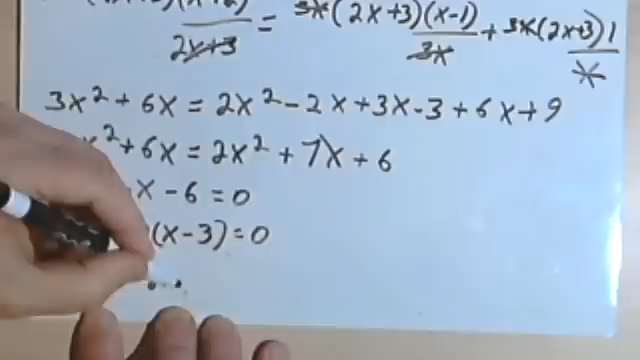 2x+3 = 3x(2x+3)(x-1) / 3x + 3x(2x+3)1 / x
3x² + 6x = 2x² - 2x + 3x - 3 + 6x + 9
x² + 6x = 2x² + 7x + 6
x - 6 = 0
(x - 3) = 0